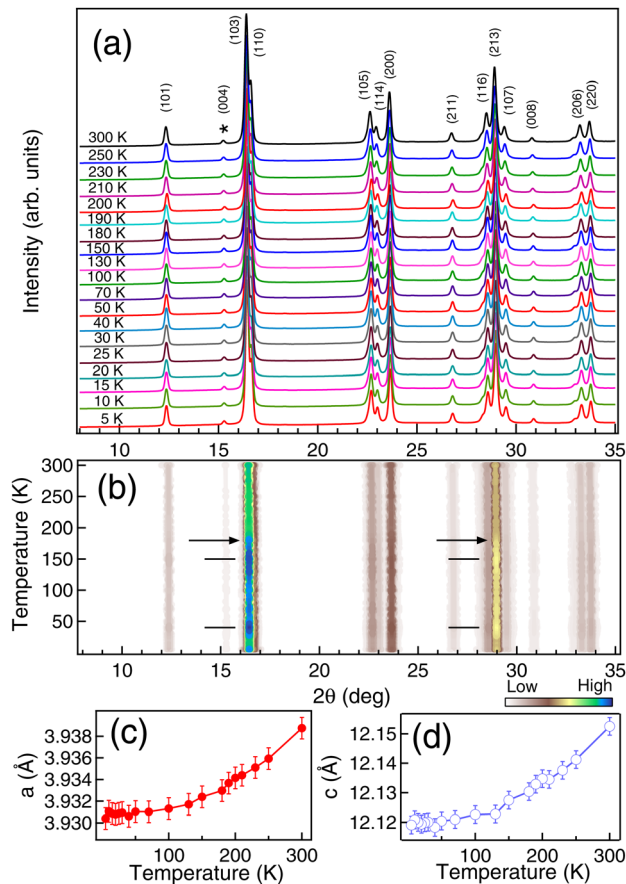 (a)
(101)
(004)
*
(103)
(110)
(105)
(114)
(200)
(211)
(116)
(213)
(107)
(008)
(206)
(220)
Intensity (arb. units)
300 K
250 K
230 K
210 K
200 K
190 K
180 K
150 K
130 K
100 K
70 K
50 K
40 K
30 K
25 K
20 K
15 K
10 K
5 K
10 15 20 25 30 35
(b)
Temperature (K)
300
250
200
150
100
50
10 15 20 25 30 35
2θ (deg)
Low High
(c)
a (Å)
3.938
3.936
3.934
3.932
3.930
0 100 200 300
Temperature (K)
(d)
c (Å)
12.15
12.14
12.13
12.12
0 100 200 300
Temperature (K)